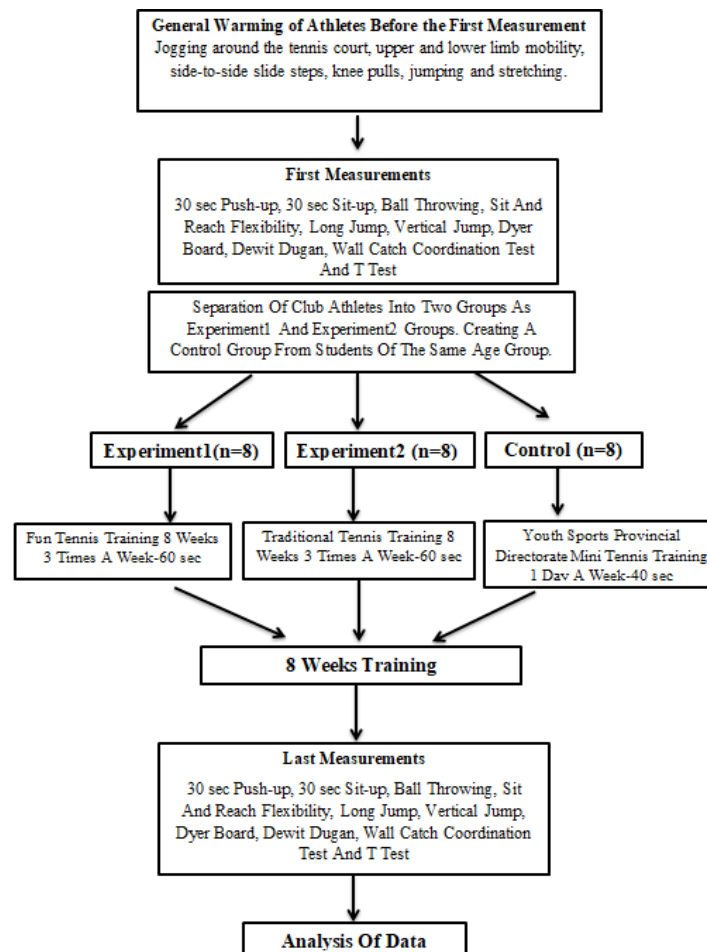 General Warming of Athletes Before the First Measurement
Jogging around the tennis court, upper and lower limb mobility,
side-to-side slide steps, knee pulls, jumping and stretching.
First Measurements
30 sec Push-up, 30 sec Sit-up, Ball Throwing, Sit And
Reach Flexibility, Long Jump, Vertical Jump, Dyer
Board, Dewit Dugan, Wall Catch Coordination Test
And T Test
Separation Of Club Athletes Into Two Groups As
Experiment1 And Experiment2 Groups. Creating A
Control Group From Students Of The Same Age Group.
Experiment1(n=8)
Experiment2 (n=8)
Control (n=8)
Fun Tennis Training 8 Weeks
3 Times A Week-60 sec
Traditional Tennis Training 8
Weeks 3 Times A Week-60 sec
Youth Sports Provincial
Directorate Mini Tennis Training
1 Day A Week-40 sec
8 Weeks Training
Last Measurements
30 sec Push-up, 30 sec Sit-up, Ball Throwing, Sit
And Reach Flexibility, Long Jump, Vertical Jump,
Dyer Board, Dewit Dugan, Wall Catch Coordination
Test And T Test
Analysis Of Data